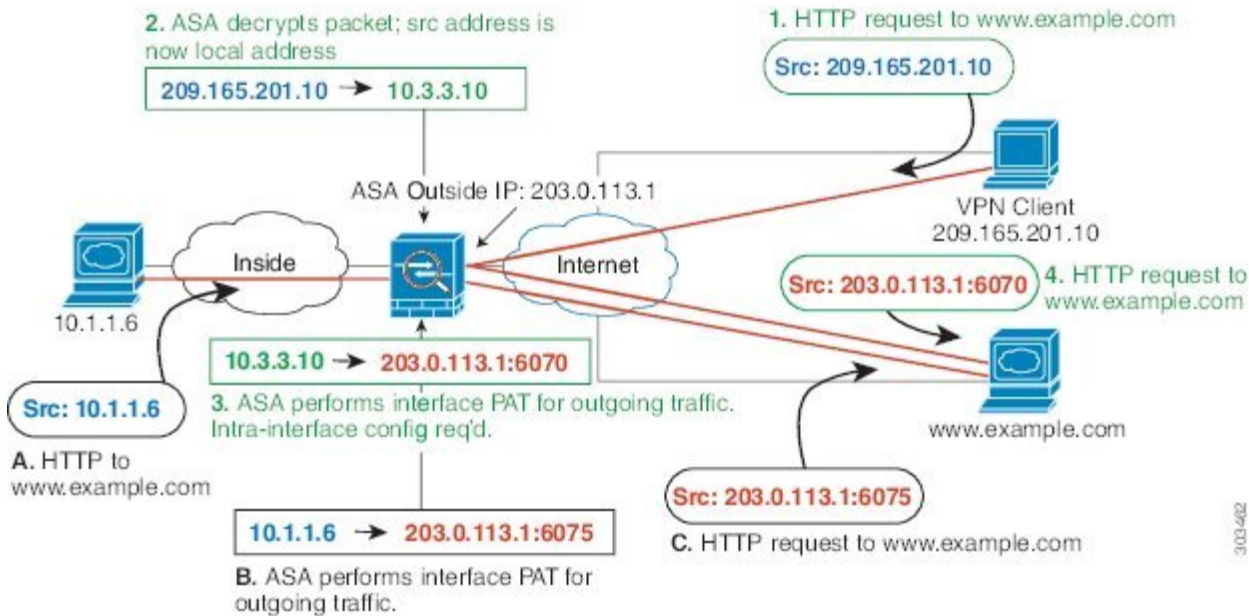 2. ASA decrypts packet; src address is
now local address
209.165.201.10 → 10.3.3.10
1. HTTP request to www.example.com
Src: 209.165.201.10
ASA Outside IP: 203.0.113.1
VPN Client
209.165.201.10
Inside
Internet
10.1.1.6
Src: 203.0.113.1:6070
4. HTTP request to
www.example.com
10.3.3.10 → 203.0.113.1:6070
3. ASA performs interface PAT for outgoing traffic.
Intra-interface config req'd.
Src: 10.1.1.6
A. HTTP to
www.example.com
www.example.com
Src: 203.0.113.1:6075
C. HTTP request to www.example.com
10.1.1.6 → 203.0.113.1:6075
B. ASA performs interface PAT for
outgoing traffic.
303462